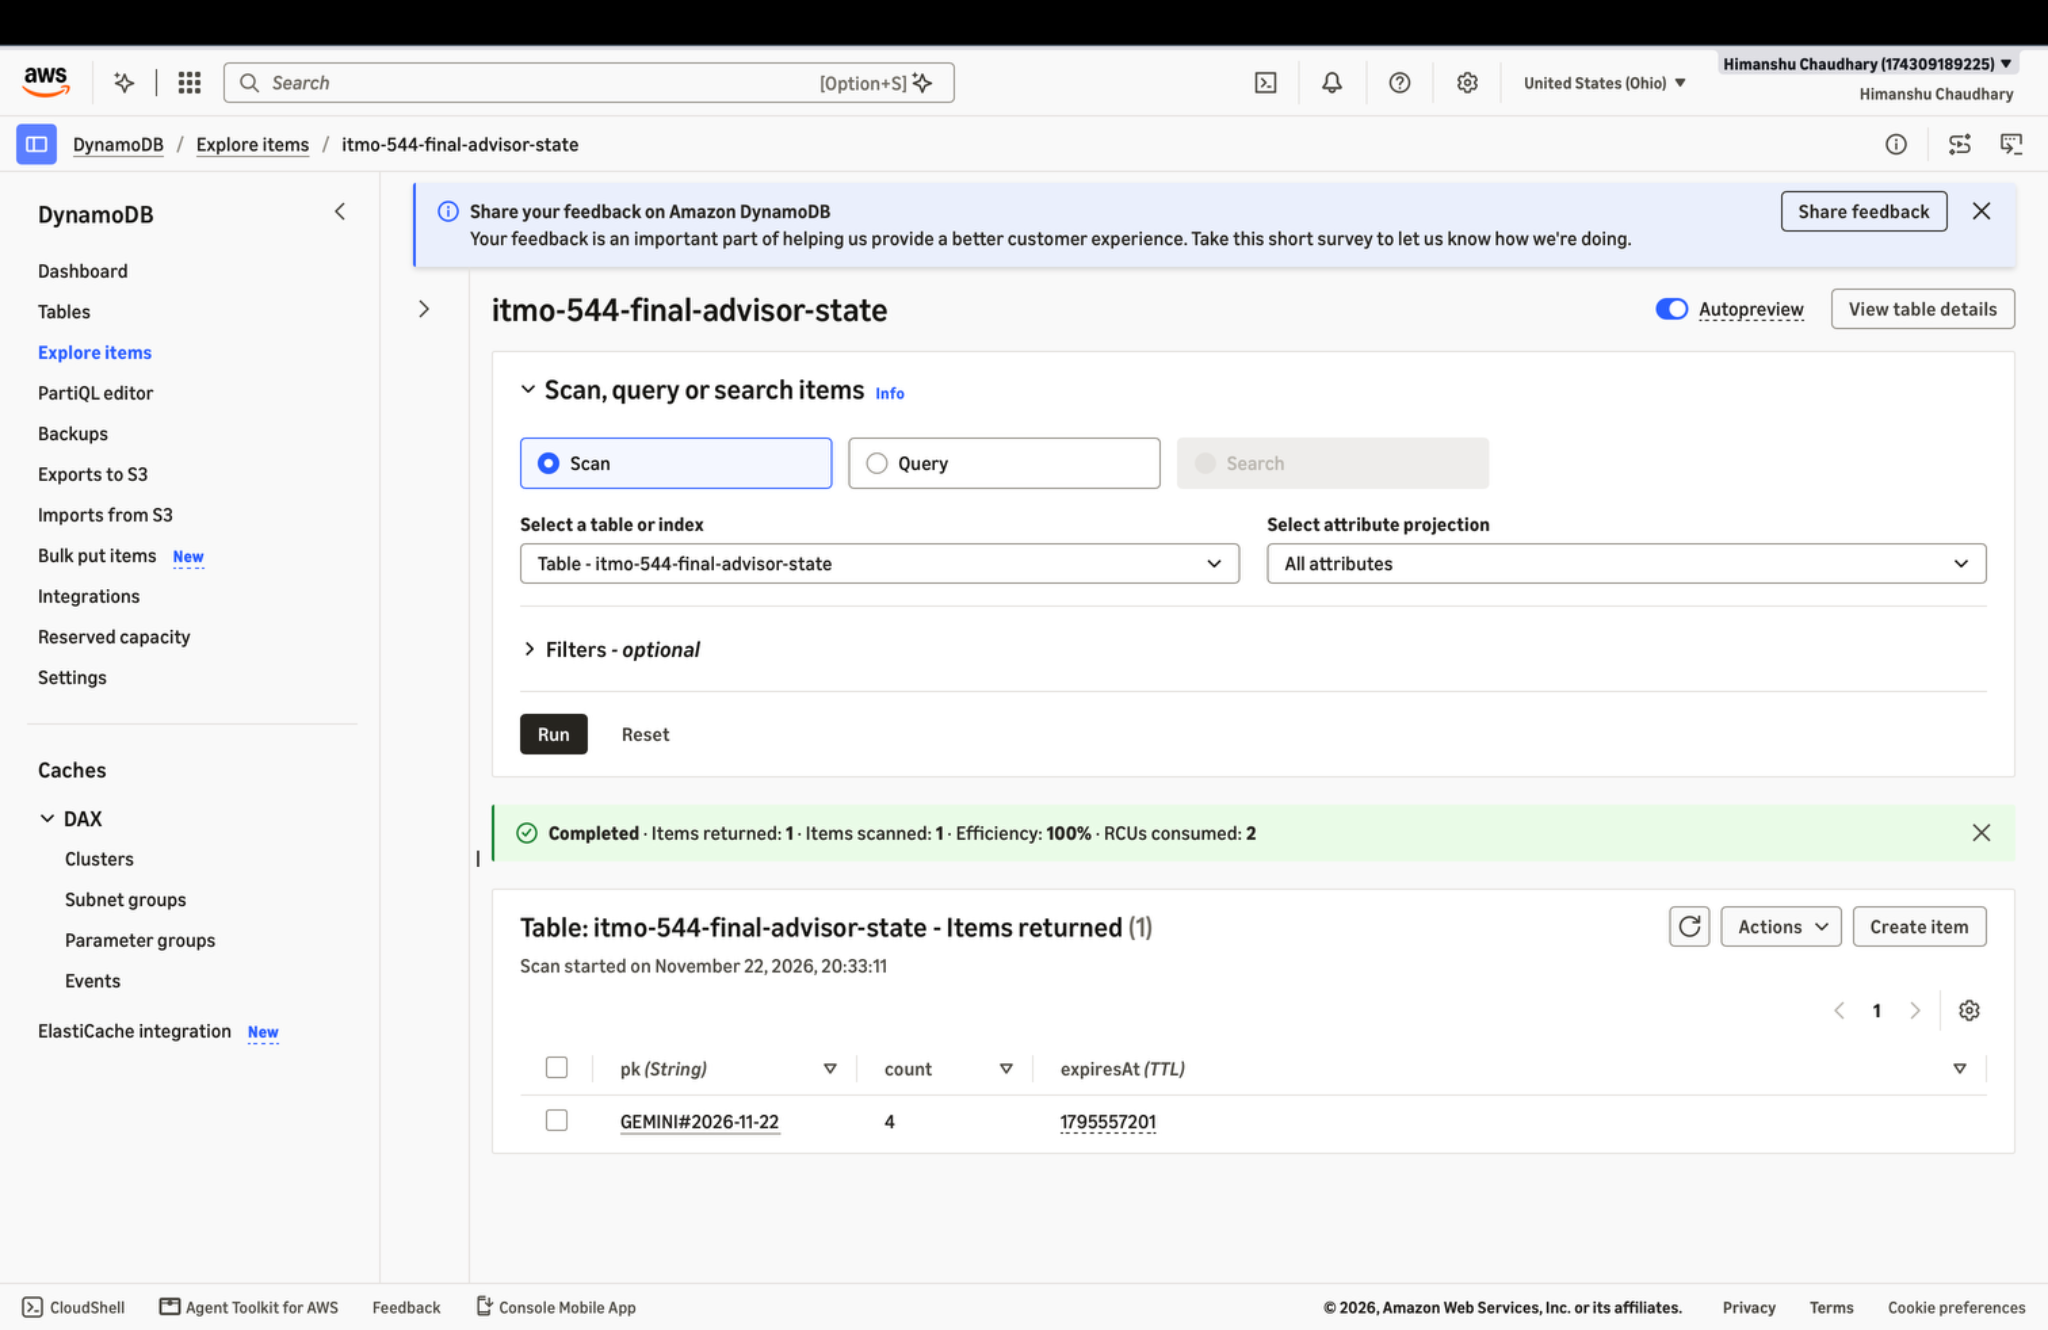 aws
Search
[Option+S]
United States (Ohio)
Himanshu Chaudhary (174309189225)
Himanshu Chaudhary
DynamoDB / Explore items / itmo-544-final-advisor-state
DynamoDB
Dashboard
Tables
Explore items
PartiQL editor
Backups
Exports to S3
Imports from S3
Bulk put items New
Integrations
Reserved capacity
Settings
Caches
DAX
Clusters
Subnet groups
Parameter groups
Events
ElastiCache integration New
Share your feedback on Amazon DynamoDB
Your feedback is an important part of helping us provide a better customer experience. Take this short survey to let us know how we're doing.
Share feedback
itmo-544-final-advisor-state
Autopreview
View table details
Scan, query or search items Info
Scan
Query
Search
Select a table or index
Table - itmo-544-final-advisor-state
Select attribute projection
All attributes
Filters - optional
Run
Reset
Completed · Items returned: 1 · Items scanned: 1 · Efficiency: 100% · RCUs consumed: 2
Table: itmo-544-final-advisor-state - Items returned (1)
Scan started on November 22, 2026, 20:33:11
Actions
Create item
1
pk (String) count expiresAt (TTL)
GEMINI#2026-11-22 4 1795557201
CloudShell
Agent Toolkit for AWS
Feedback
Console Mobile App
© 2026, Amazon Web Services, Inc. or its affiliates.
Privacy
Terms
Cookie preferences